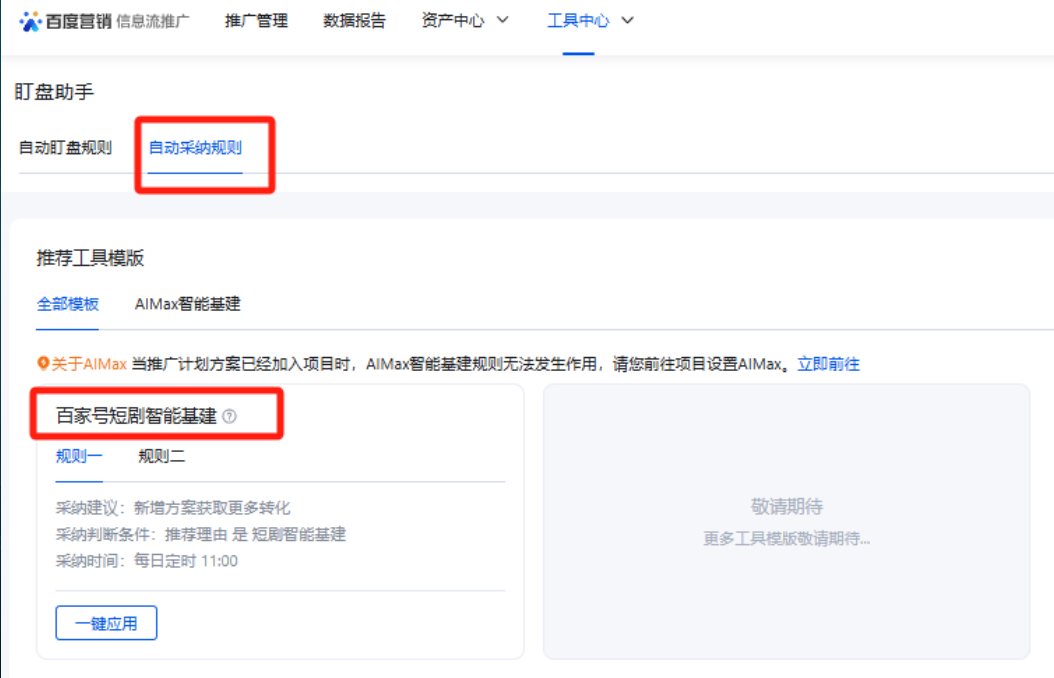 百度营销 信息流推广 推广管理 数据报告 资产中心 工具中心
盯盘助手
自动盯盘规则 自动采纳规则
推荐工具模版
全部模板 AIMax智能基建
关于AIMax 当推广计划方案已经加入项目时，AIMax智能基建规则无法发生作用，请您前往项目设置AIMax。立即前往
百家号短剧智能基建
规则一 规则二
采纳建议：新增方案获取更多转化
采纳判断条件：推荐理由 是 短剧智能基建
采纳时间：每日定时 11:00
一键应用
敬请期待
更多工具模版敬请期待...